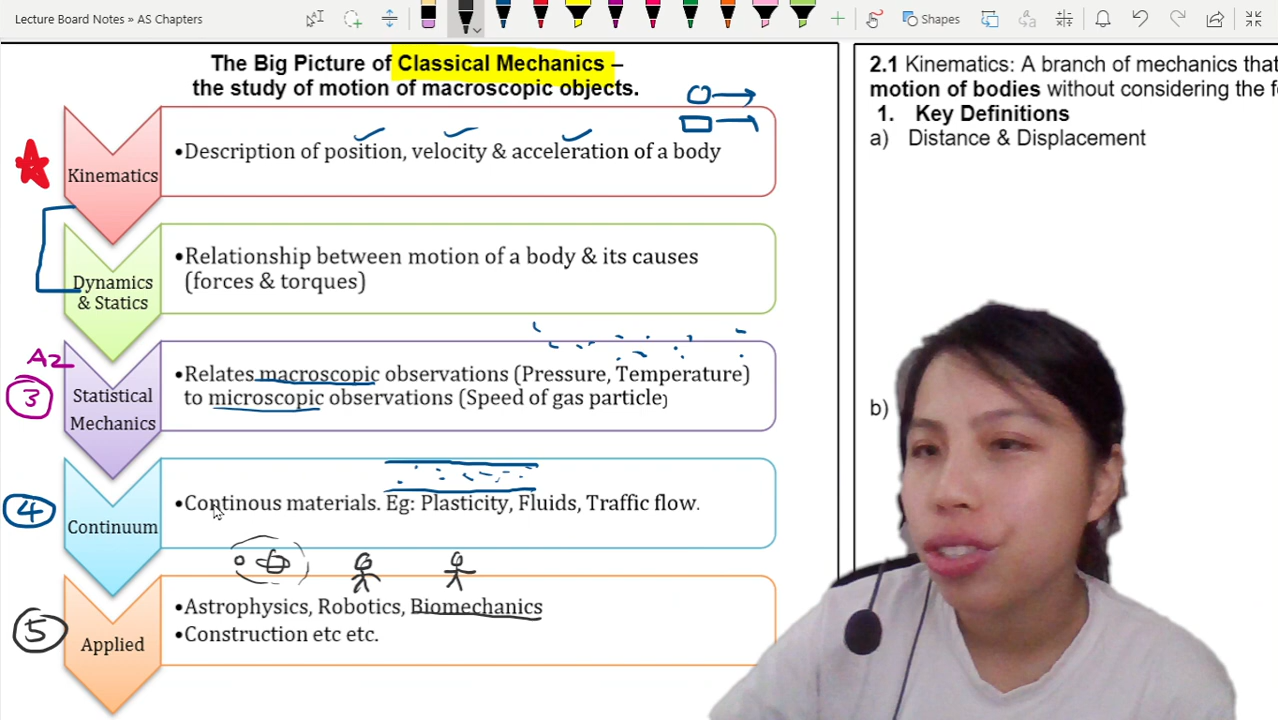 Lecture Board Notes » AS Chapters
Shapes
The Big Picture of Classical Mechanics –
the study of motion of macroscopic objects.
Kinematics
•Description of position, velocity & acceleration of a body
Dynamics
& Statics
•Relationship between motion of a body & its causes
(forces & torques)
A2
3
Statistical
Mechanics
•Relates macroscopic observations (Pressure, Temperature)
to microscopic observations (Speed of gas particle)
4
Continuum
•Continous materials. Eg: Plasticity, Fluids, Traffic flow.
5
Applied
•Astrophysics, Robotics, Biomechanics
•Construction etc etc.
2.1 Kinematics: A branch of mechanics that
motion of bodies without considering the f
1. Key Definitions
a) Distance & Displacement
b)